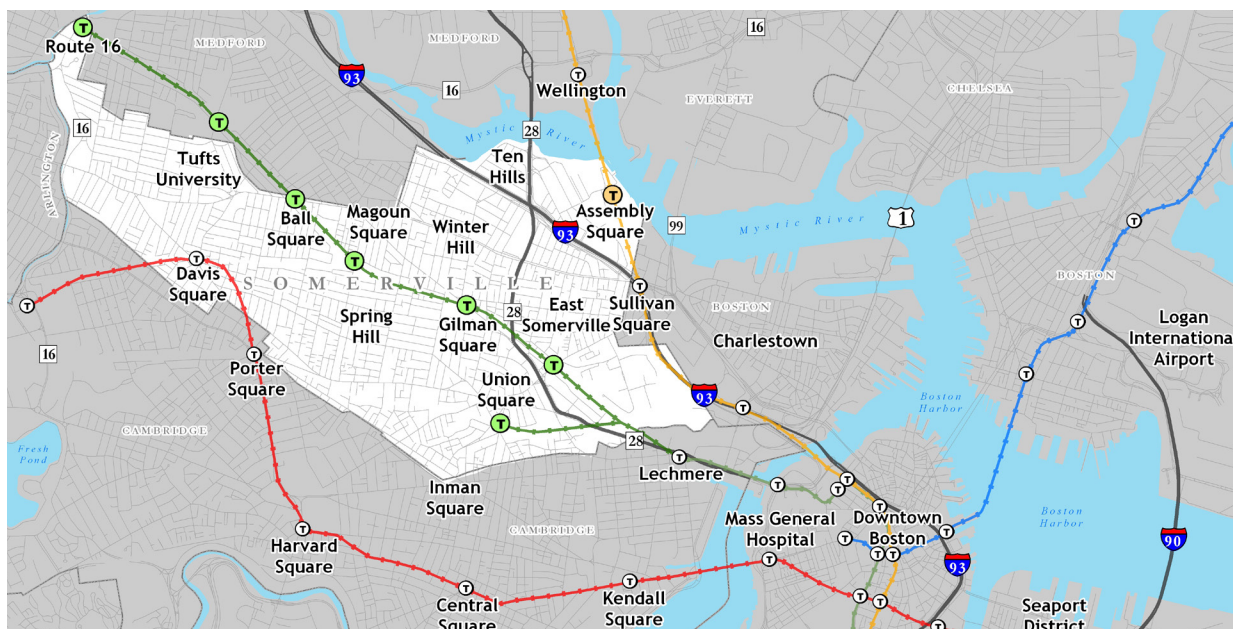 T
Route 16
MEDFORD
MEDFORD
16
CHELSEA
93
16
T
Wellington
EVERETT
ARLINGTON
16
T
28
Mystic River
Tufts
University
Ten
Hills
T
Ball
Square
Magoun
Square
Winter
Hill
T
Assembly
Square
93
99
Mystic River
1
T
T
Davis
Square
T
SOMERVILLE
T
Sullivan
Square
BOSTON
BOSTON
T
16
Spring
Hill
T
Gilman
Square
28
East
Somerville
Charlestown
T
Logan
International
Airport
T
Porter
Square
T
Union
Square
T
93
T
Boston
Harbor
CAMBRIDGE
T
28
Fresh
Pond
Inman
Square
T
Lechmere
T
T
T
CAMBRIDGE
T
Harvard
Square
Mass General
Hospital
T
Downtown
Boston
T
T
T
T
Boston
Harbor
90
93
T
Central
Square
T
Kendall
Square
T
T
T
T
Seaport
District